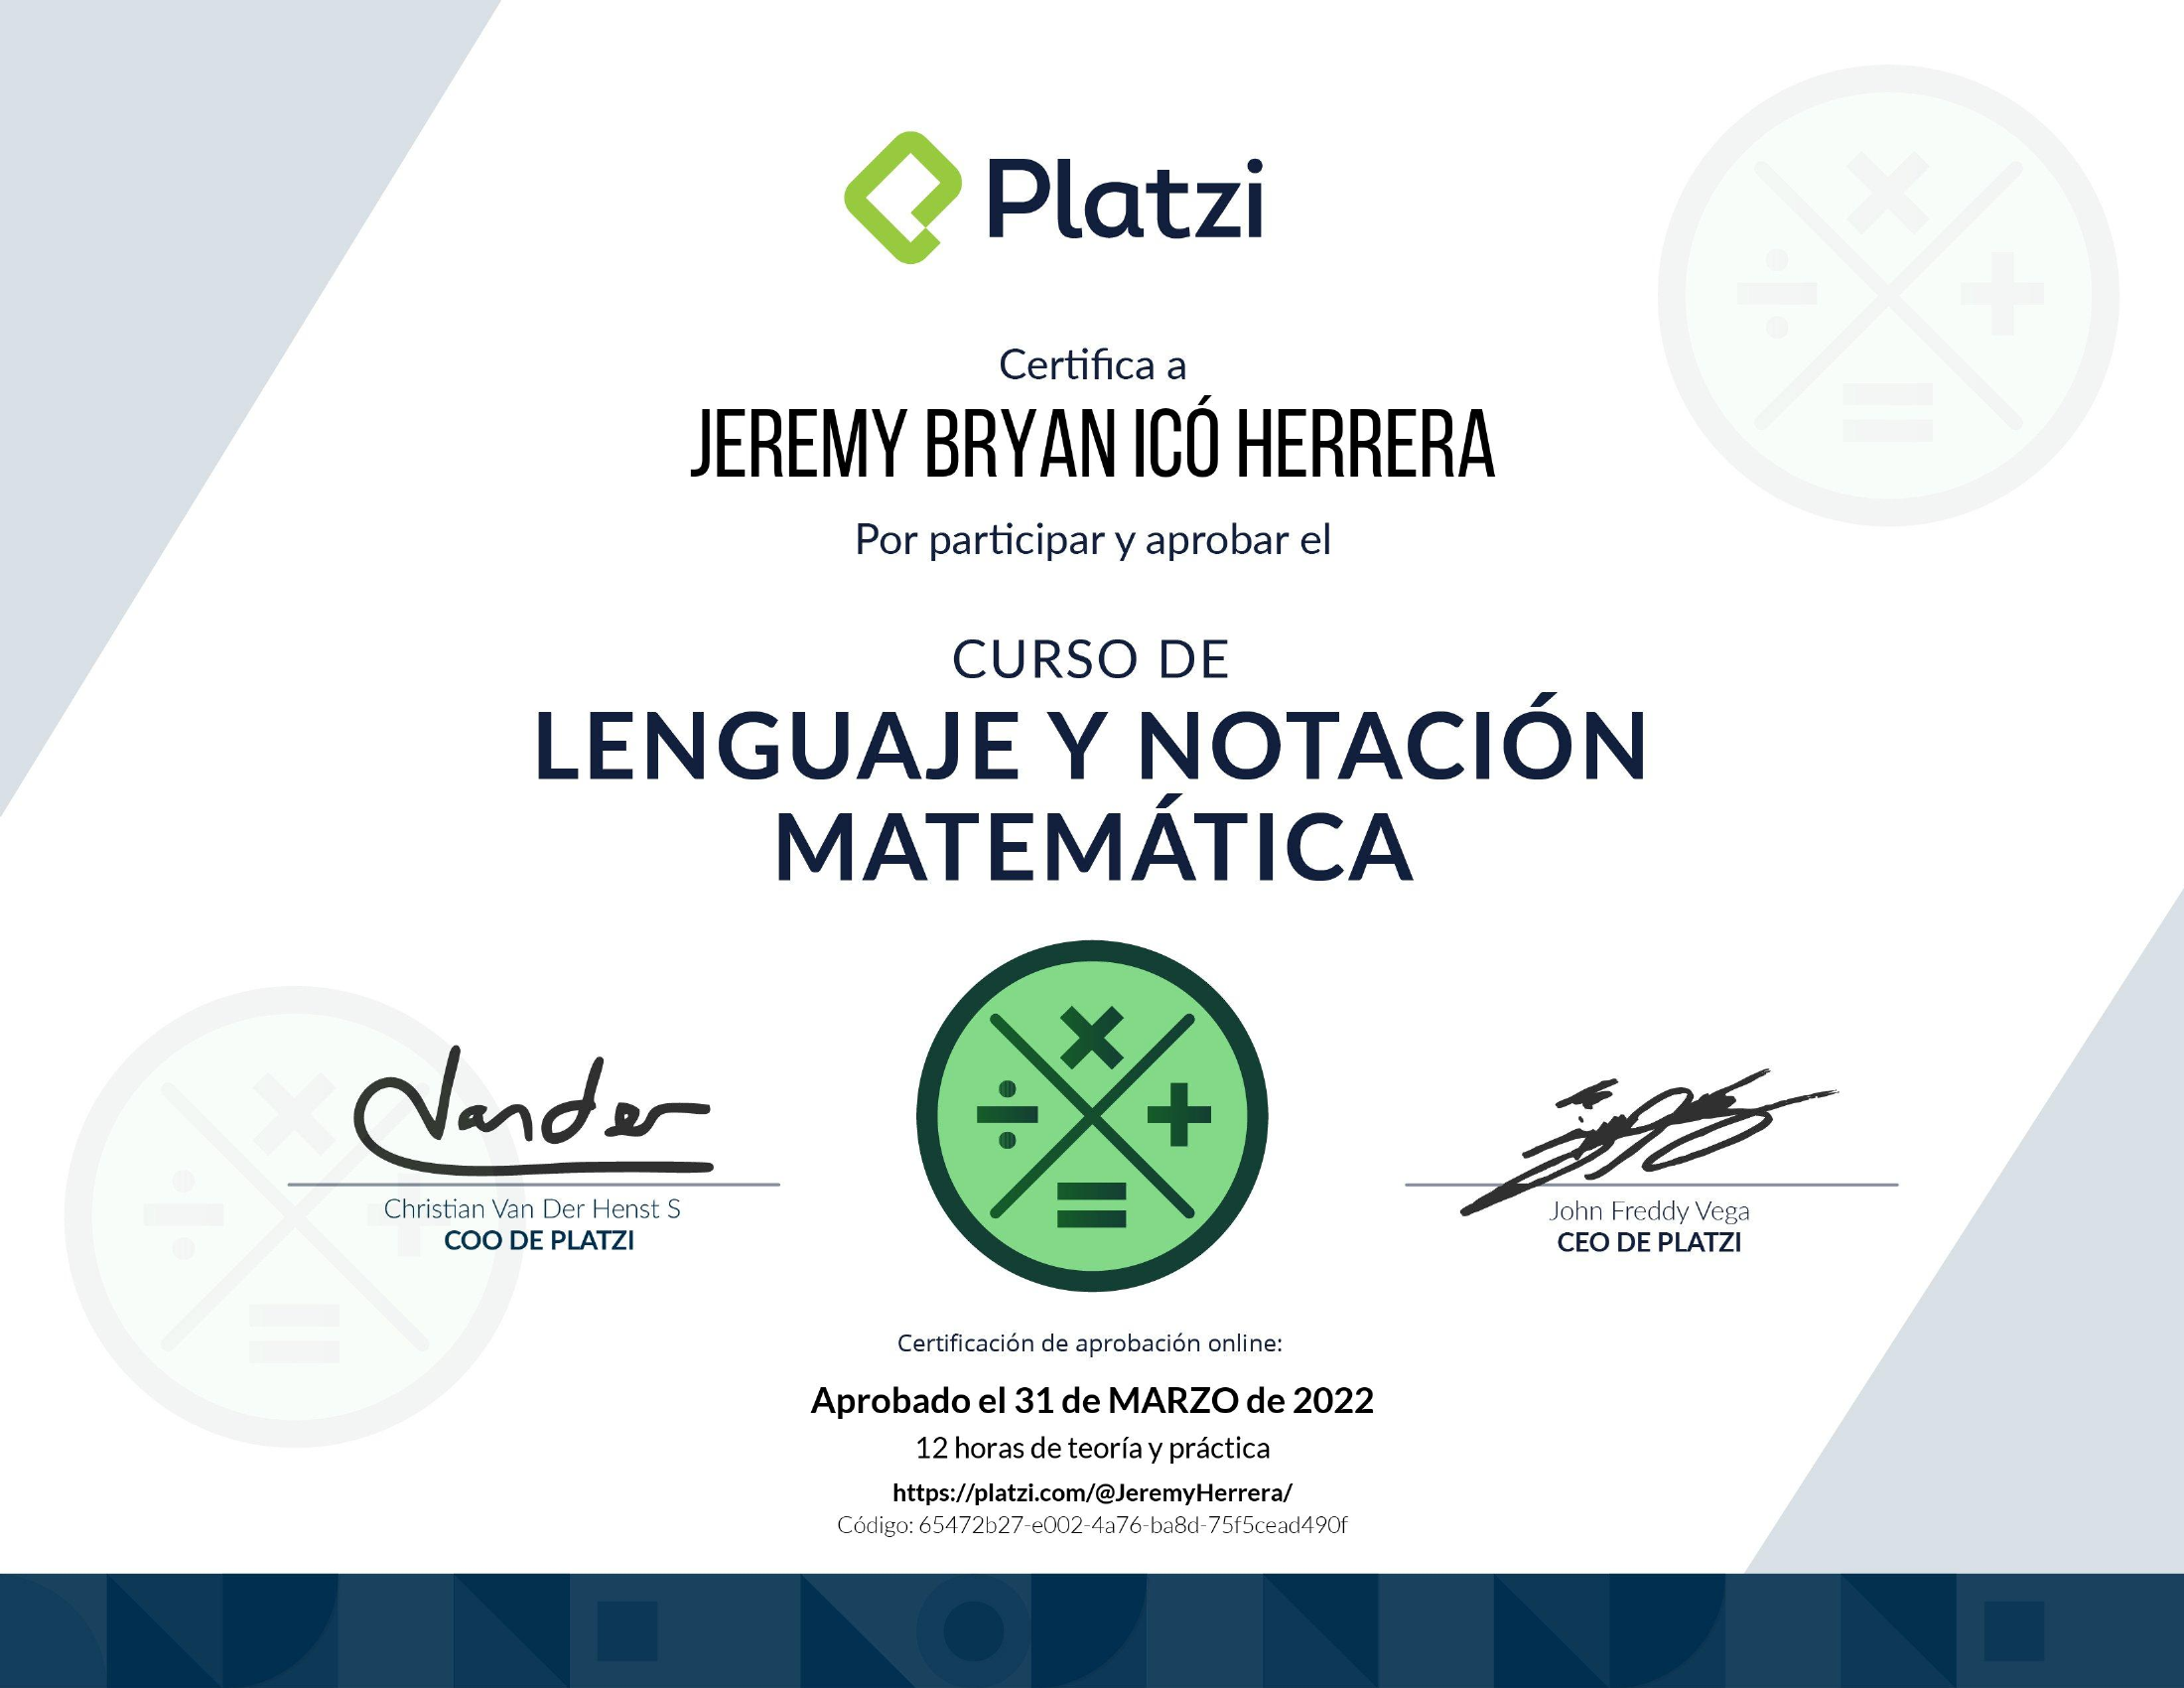 Platzi
Certifica a
JEREMY BRYAN ICÓ HERRERA
Por participar y aprobar el
CURSO DE
LENGUAJE Y NOTACIÓN
MATEMÁTICA
Vander
Christian Van Der Henst S
COO DE PLATZI
John Freddy Vega
CEO DE PLATZI
Certificación de aprobación online:
Aprobado el 31 de MARZO de 2022
12 horas de teoría y práctica
https://platzi.com/@JeremyHerrera/
Código: 65472b27-e002-4a76-ba8d-75f5cead490f